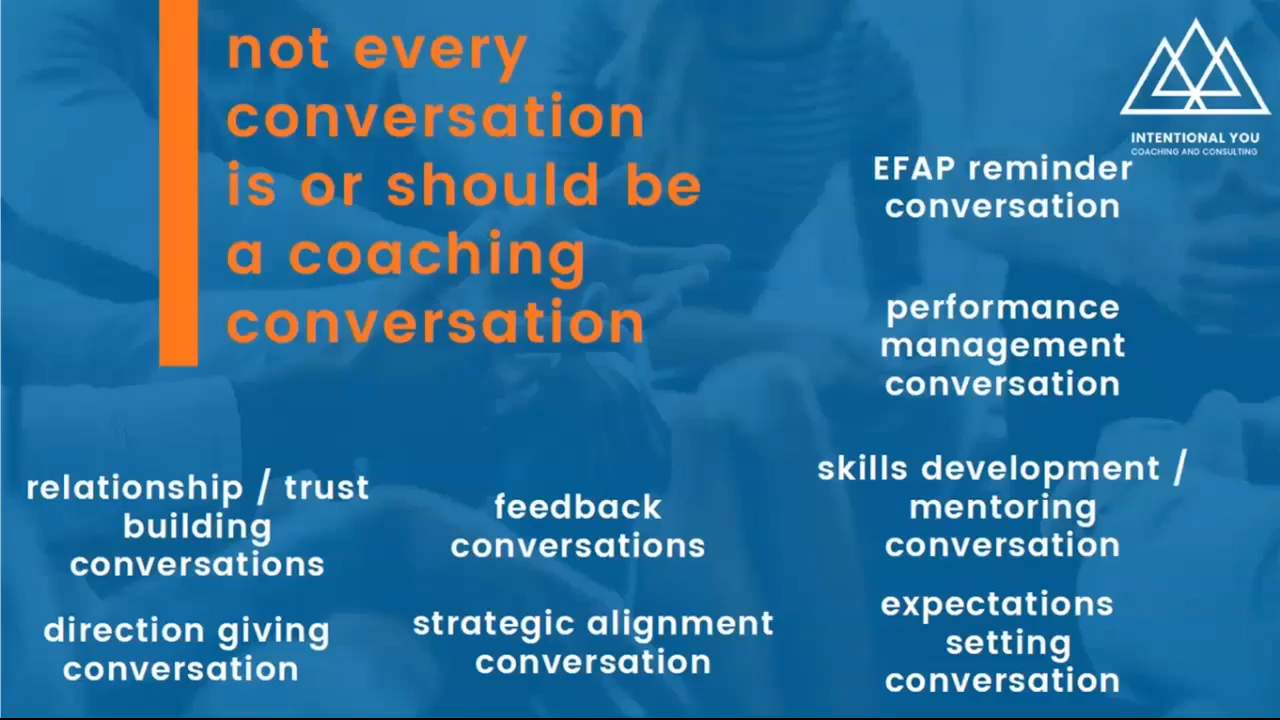 not every
conversation
is or should be
a coaching
conversation
INTENTIONAL YOU
COACHING AND CONSULTING
EFAP reminder
conversation
performance
management
conversation
relationship / trust
building
conversations
feedback
conversations
skills development /
mentoring
conversation
direction giving
conversation
strategic alignment
conversation
expectations
setting
conversation